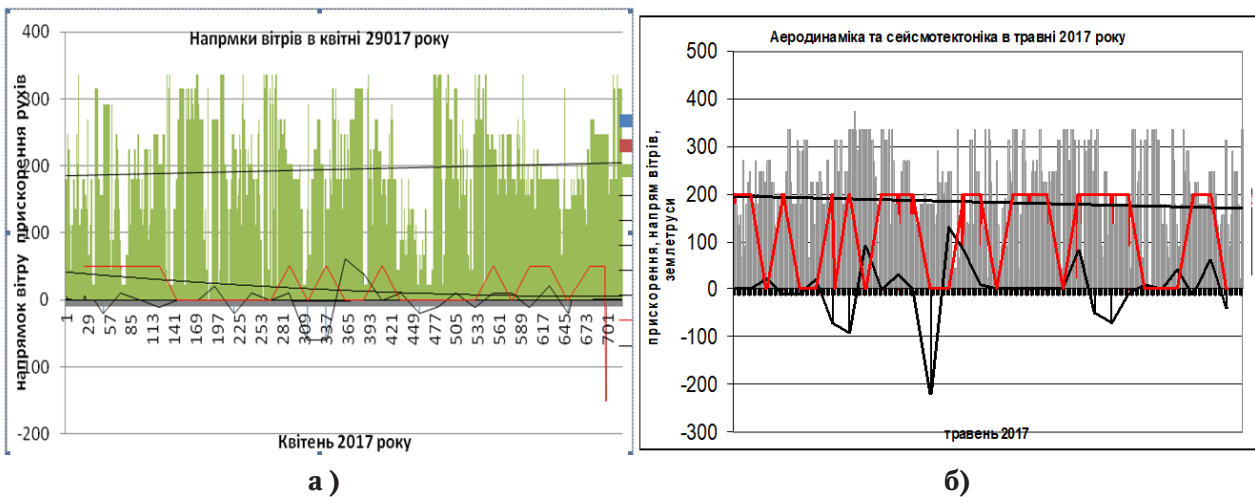 Напрмки вітрів в квітні 29017 року
напрямок вітру прискорення рухів
400
300
200
100
0
-100
-200
1 29 57 85 113 141 169 197 225 253 281 309 337 365 393 421 449 477 505 533 561 589 617 645 673 701
Квітень 2017 року
а )
Аеродинаміка та сейсмотектоніка в травні 2017 року
прискорення, напрям вітрів,
землетруси
500
400
300
200
100
0
-100
-200
-300
травень 2017
б)